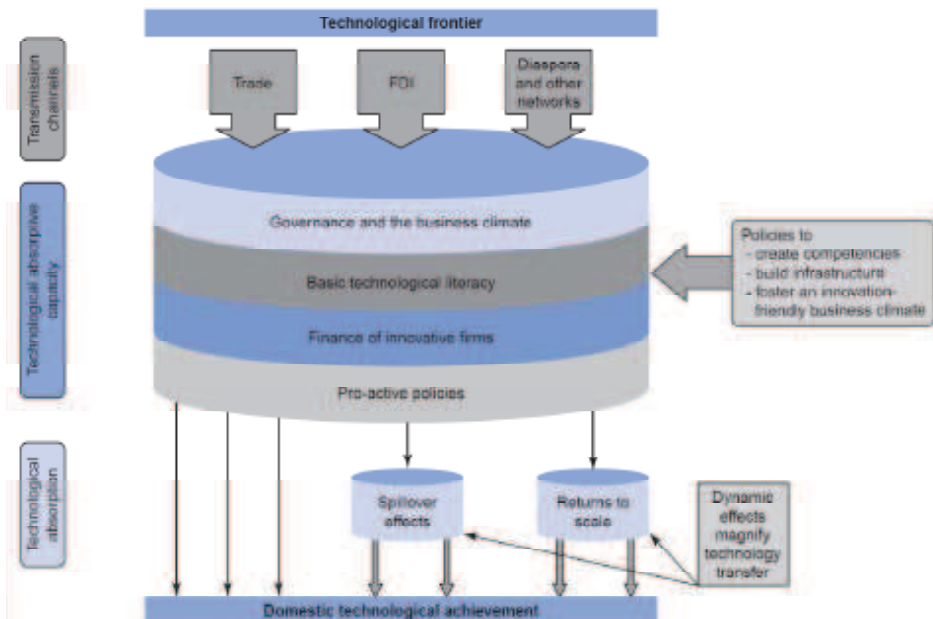 Technological frontier
Transmission
channels
Trade
FDI
Diaspora
and other
networks
Technological absorptive
capacity
Governance and the business climate
Basic technological literacy
Finance of innovative firms
Pro-active policies
Policies to
- create competencies
- build infrastructure
- foster an innovation-
friendly business climate
Technological
absorption
Spillover
effects
Returns to
scale
Dynamic
effects
magnify
technology
transfer
Domestic technological achievement